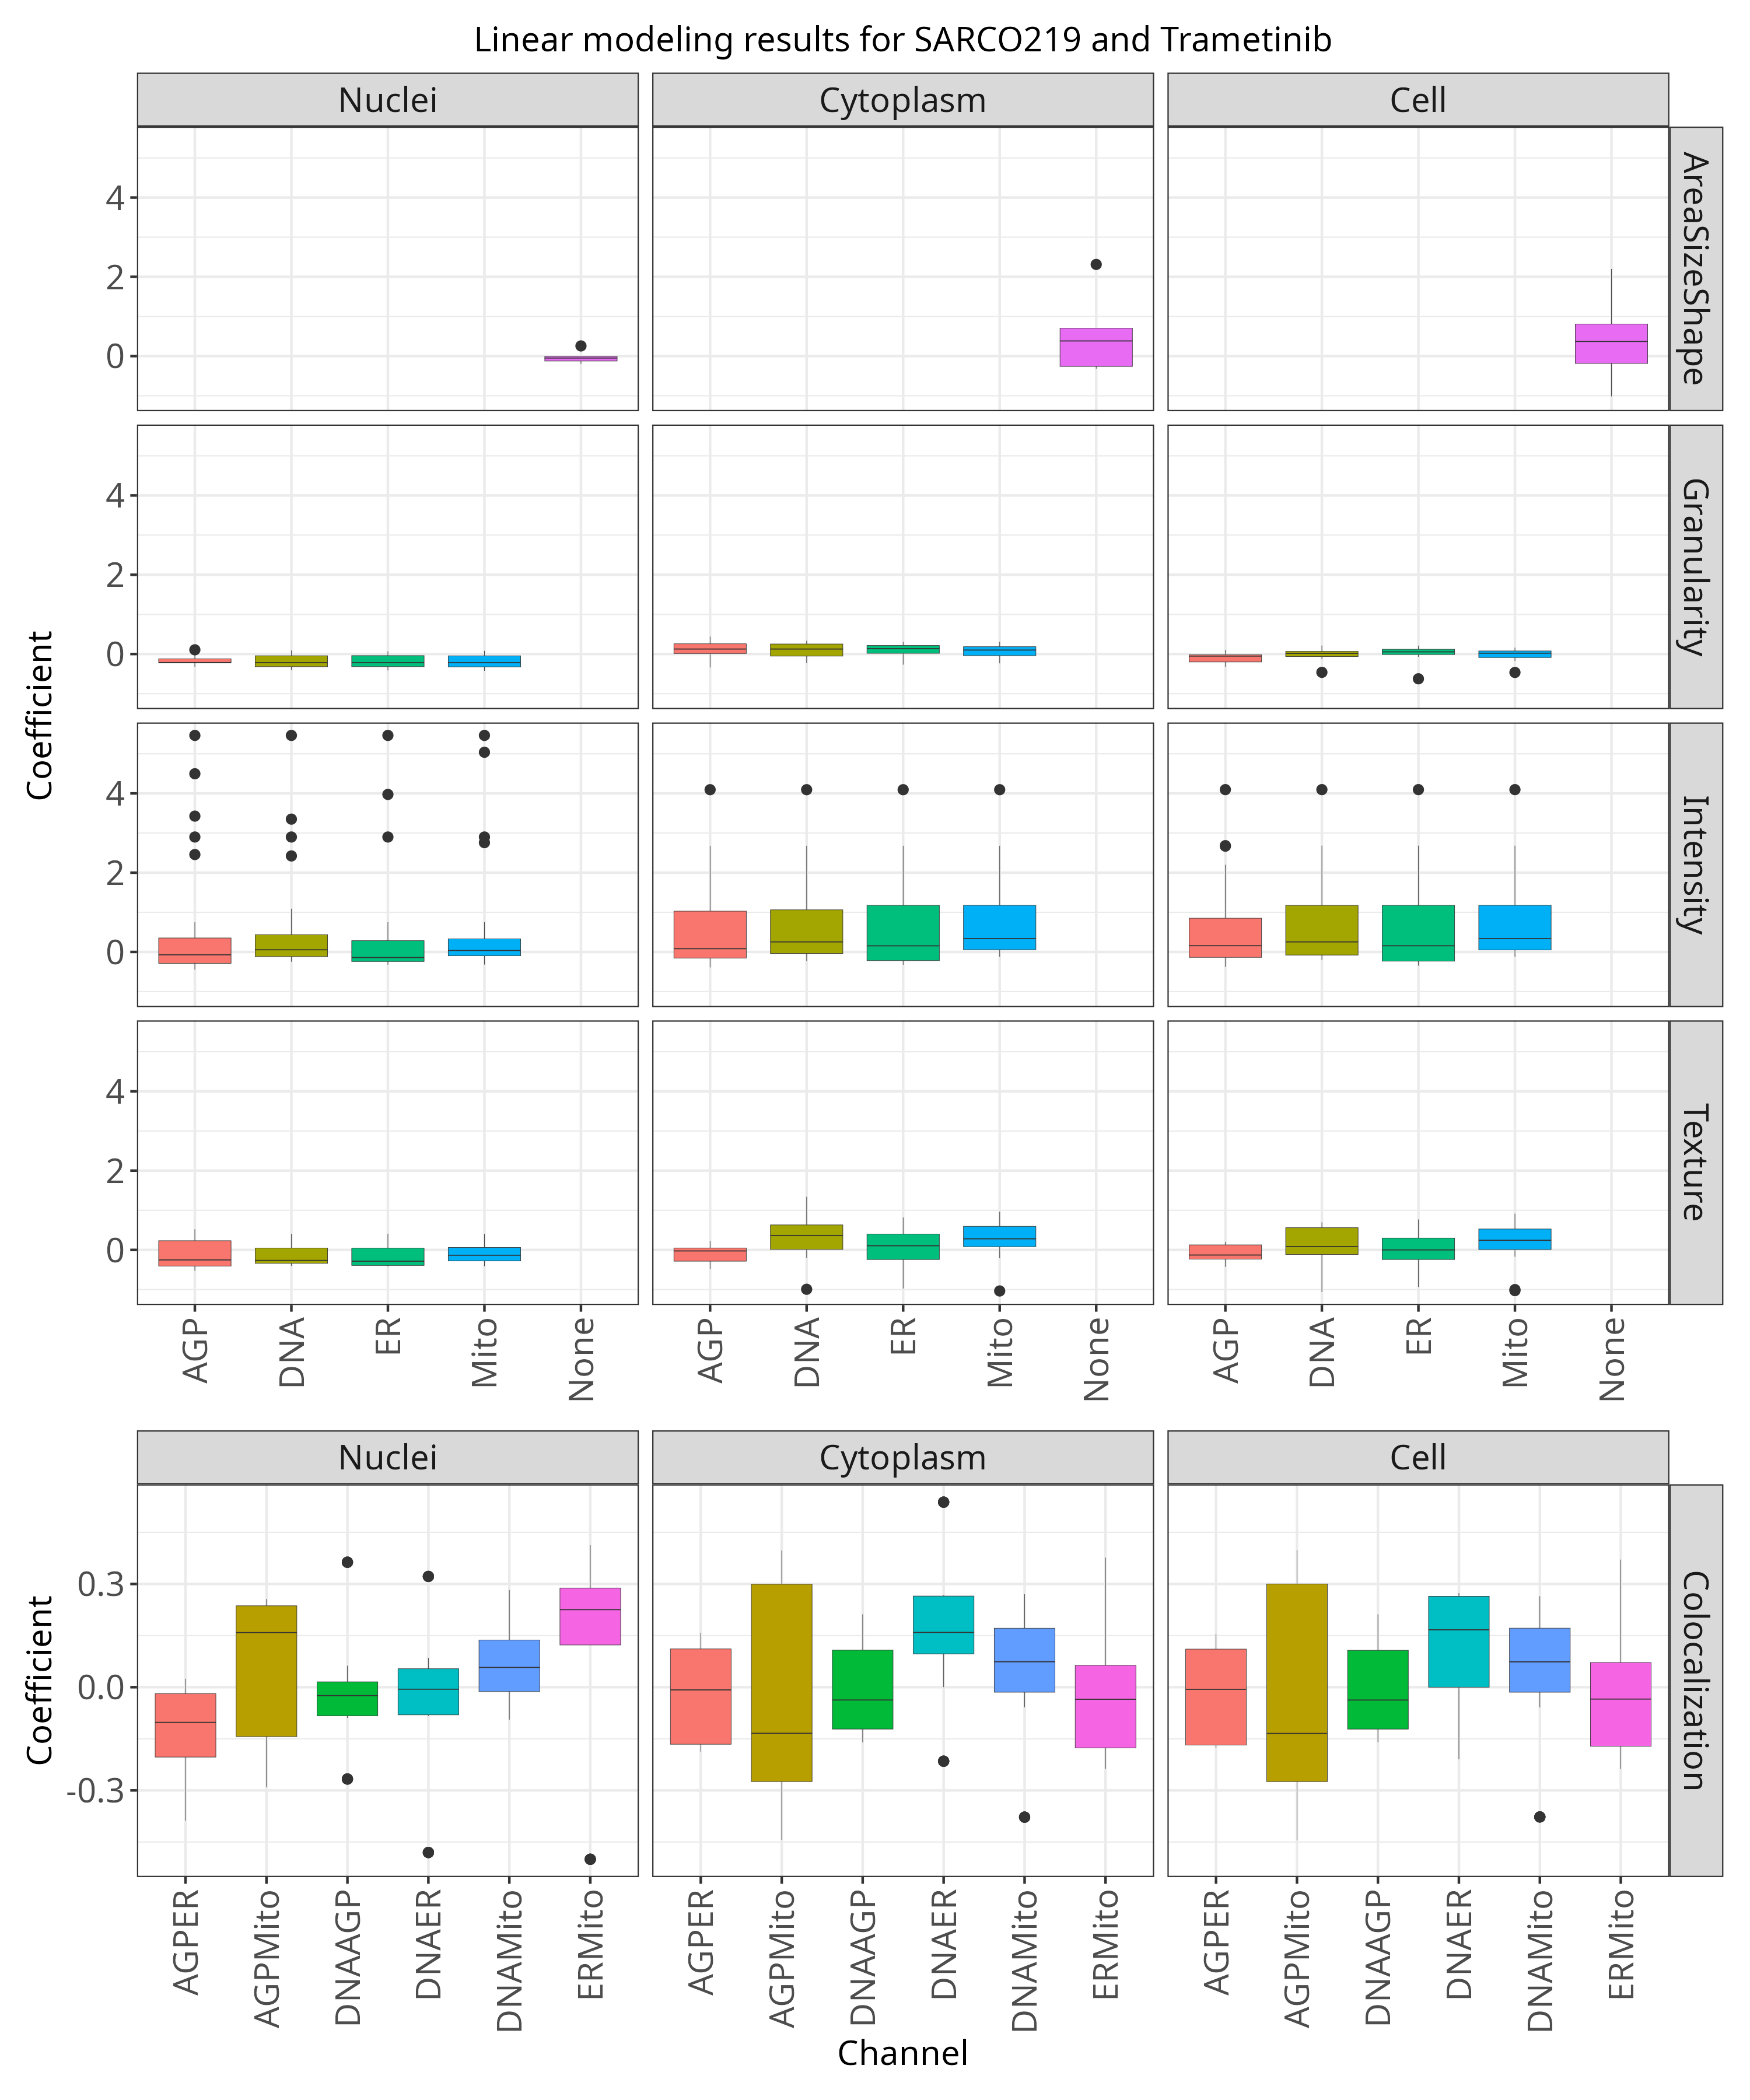 Linear modeling results for SARCO219 and Trametinib
Nuclei Cytoplasm Cell
4
2
0
AreaSizeShape
4
2
0
Granularity
Coefficient
4
2
0
Intensity
4
2
0
Texture
AGP DNA ER Mito None AGP DNA ER Mito None AGP DNA ER Mito None
Nuclei Cytoplasm Cell
0.3
0.0
-0.3
Coefficient
Colocalization
AGPER AGPMito DNAAGP DNAER DNAMito ERMito AGPER AGPMito DNAAGP DNAER DNAMito ERMito AGPER AGPMito DNAAGP DNAER DNAMito ERMito
Channel